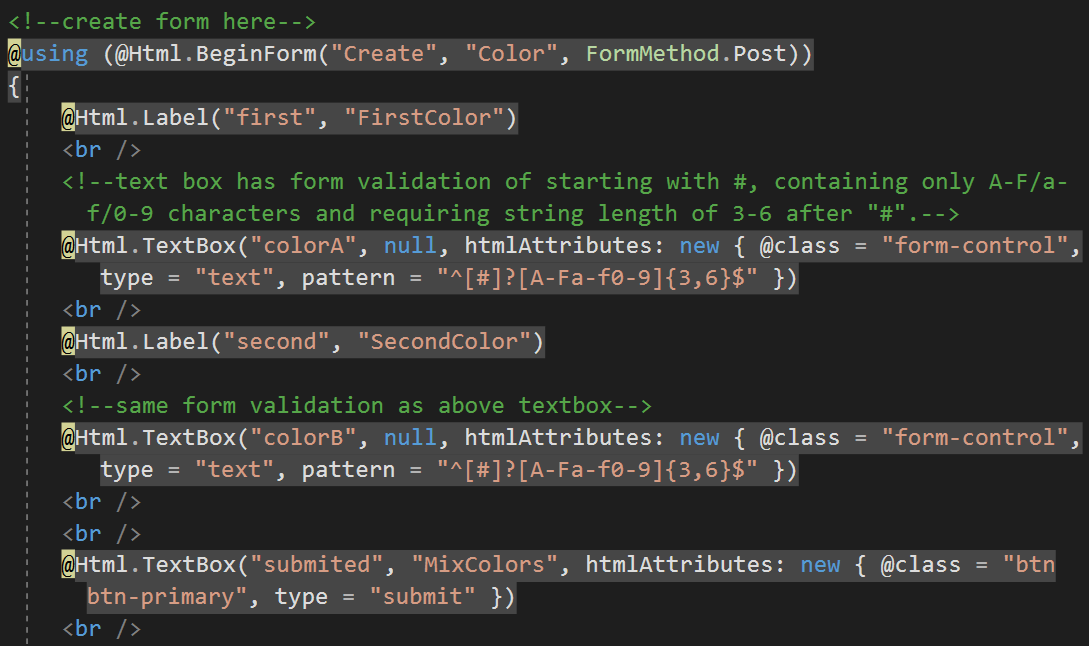 <!--create form here-->
@using (@Html.BeginForm("Create", "Color", FormMethod.Post))
{
@Html.Label("first", "FirstColor")
<br />
<!--text box has form validation of starting with #, containing only A-F/a-
f/0-9 characters and requiring string length of 3-6 after "#".-->
@Html.TextBox("colorA", null, htmlAttributes: new { @class = "form-control",
type = "text", pattern = "^[#]?[A-Fa-f0-9]{3,6}$" })
<br />
@Html.Label("second", "SecondColor")
<br />
<!--same form validation as above textbox-->
@Html.TextBox("colorB", null, htmlAttributes: new { @class = "form-control",
type = "text", pattern = "^[#]?[A-Fa-f0-9]{3,6}$" })
<br />
<br />
@Html.TextBox("submited", "MixColors", htmlAttributes: new { @class = "btn
btn-primary", type = "submit" })
<br />